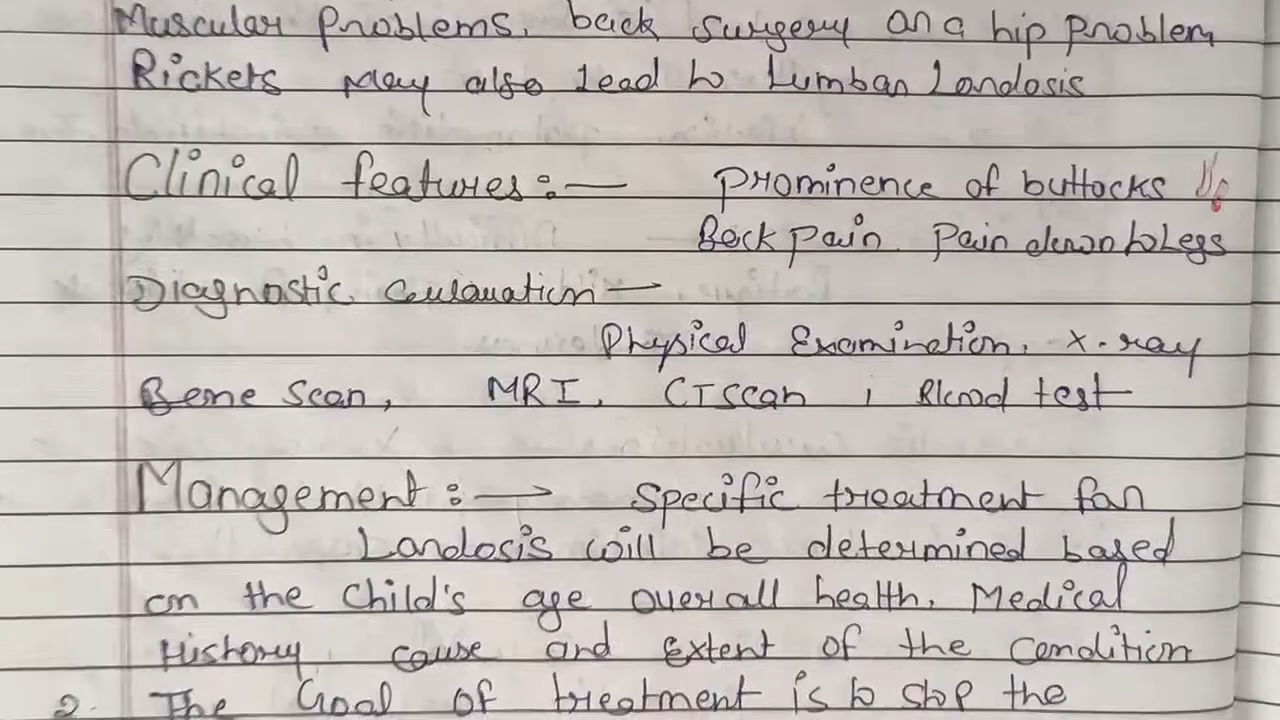 Muscular Problems, back surgery or a hip Problem
Rickets may also lead to Lumbar Lordosis
Clinical features:— Prominence of buttocks
Back pain. Pain down to Legs
Diagnostic evaluation —
Physical Examination, X-ray
Bone Scan, MRI, CT scan, Blood test
Management:→ Specific treatment for
Lordosis will be determined based
on the child's age overall health, Medical
History cause and Extent of the condition
2. The Goal of treatment is to stop the